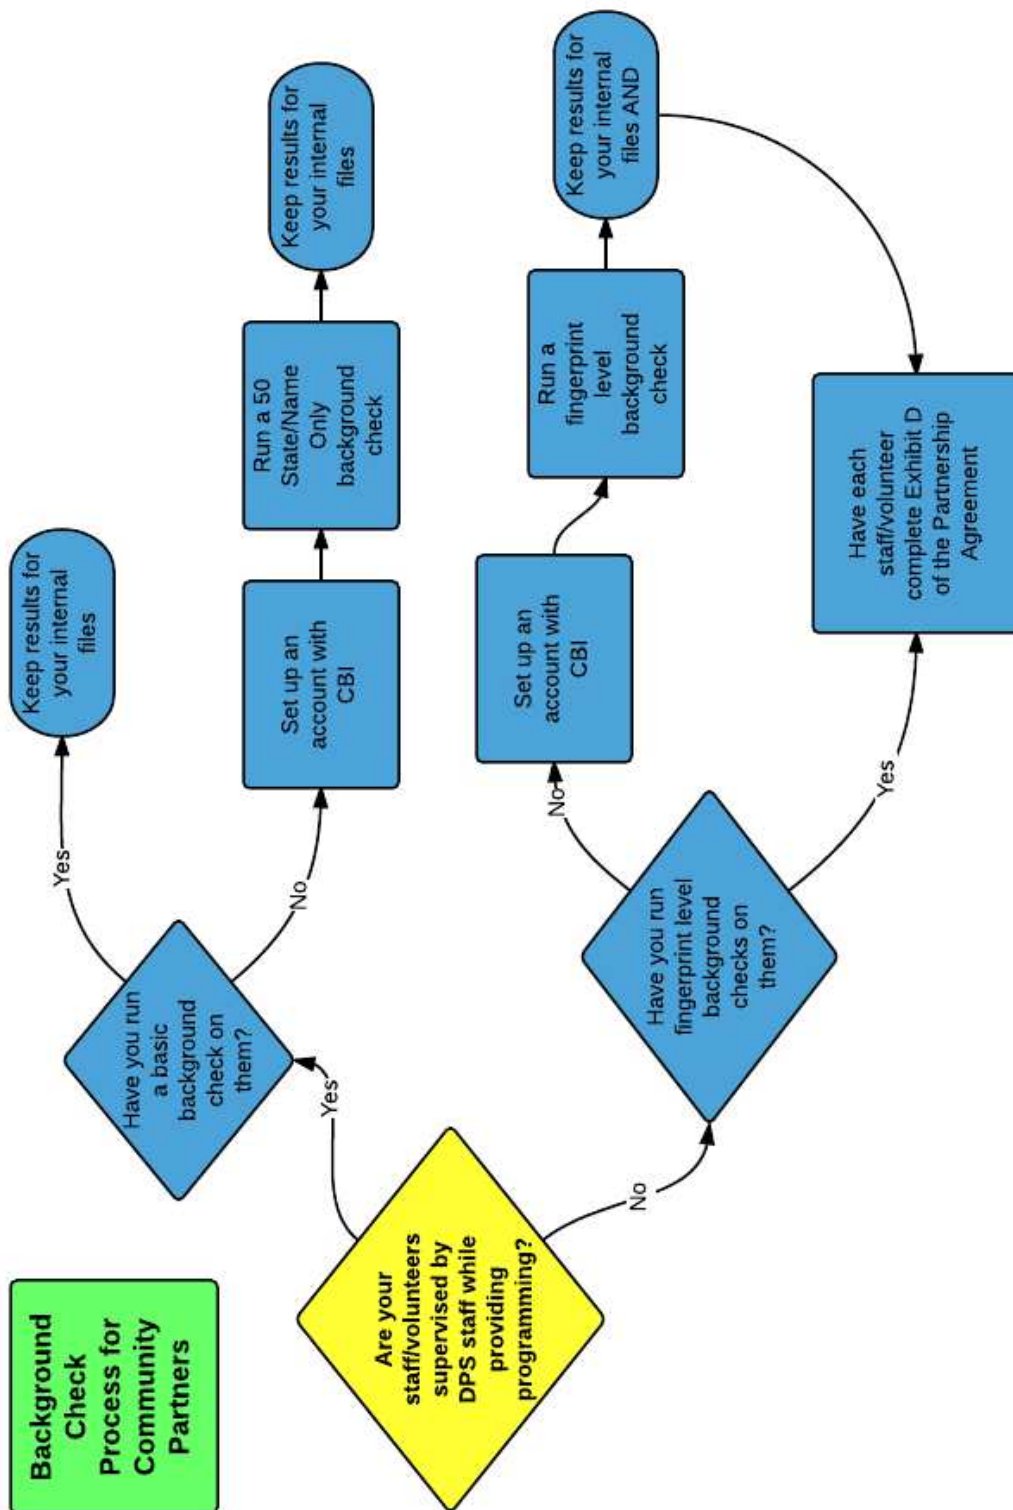 Background
Check
Process for
Community
Partners
Are your
staff/volunteers
supervised by
DPS staff while
providing
programming?
Yes
Have you run
a basic
background
check on
them?
Yes
Keep results for
your internal
files
No
Set up an
account with
CBI
Run a 50
State/Name
Only
background
check
Keep results for
your internal
files
No
Have you run
fingerprint level
background
checks on
them?
No
Set up an
account with
CBI
Run a
fingerprint
level
background
check
Keep results for
your internal
files AND
Yes
Have each
staff/volunteer
complete Exhibit D
of the Partnership
Agreement